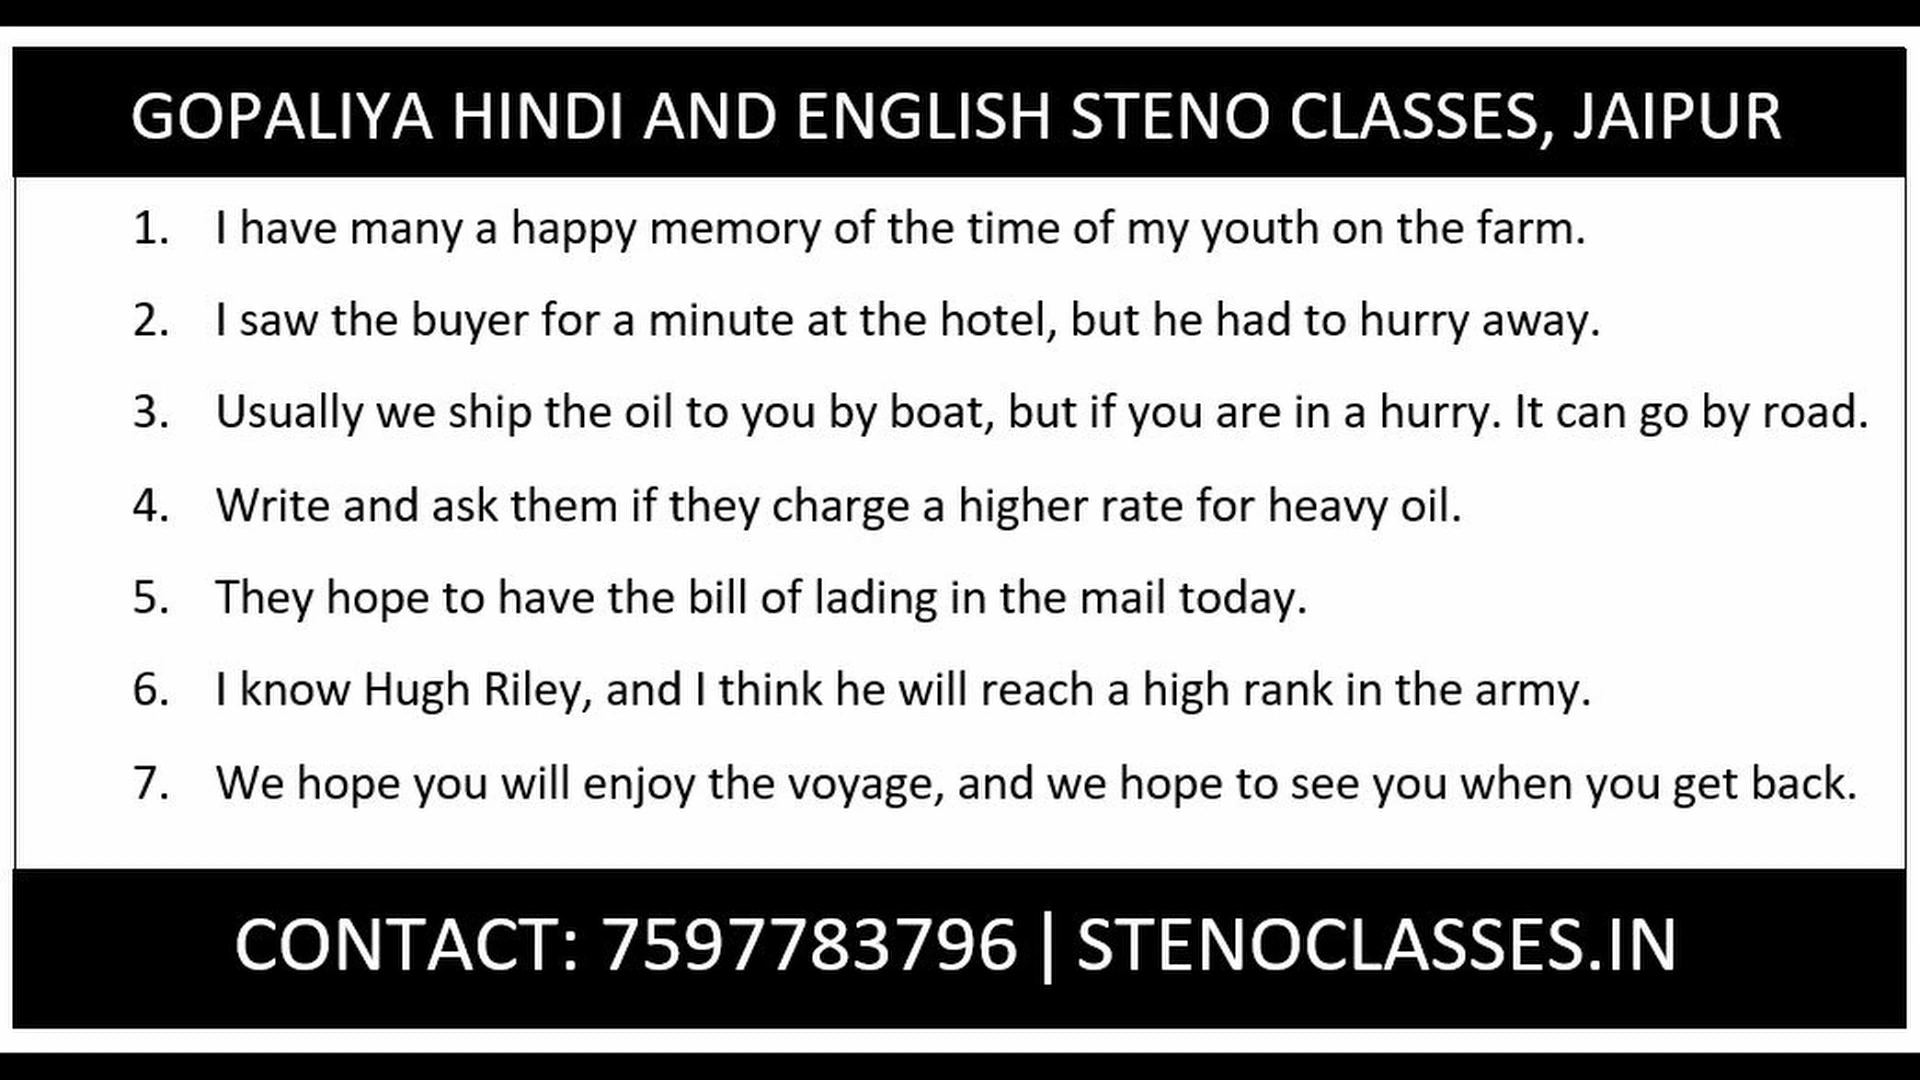 GOPALIYA HINDI AND ENGLISH STENO CLASSES, JAIPUR
1. I have many a happy memory of the time of my youth on the farm.
2. I saw the buyer for a minute at the hotel, but he had to hurry away.
3. Usually we ship the oil to you by boat, but if you are in a hurry. It can go by road.
4. Write and ask them if they charge a higher rate for heavy oil.
5. They hope to have the bill of lading in the mail today.
6. I know Hugh Riley, and I think he will reach a high rank in the army.
7. We hope you will enjoy the voyage, and we hope to see you when you get back.
CONTACT: 7597783796 | STENOCLASSES.IN